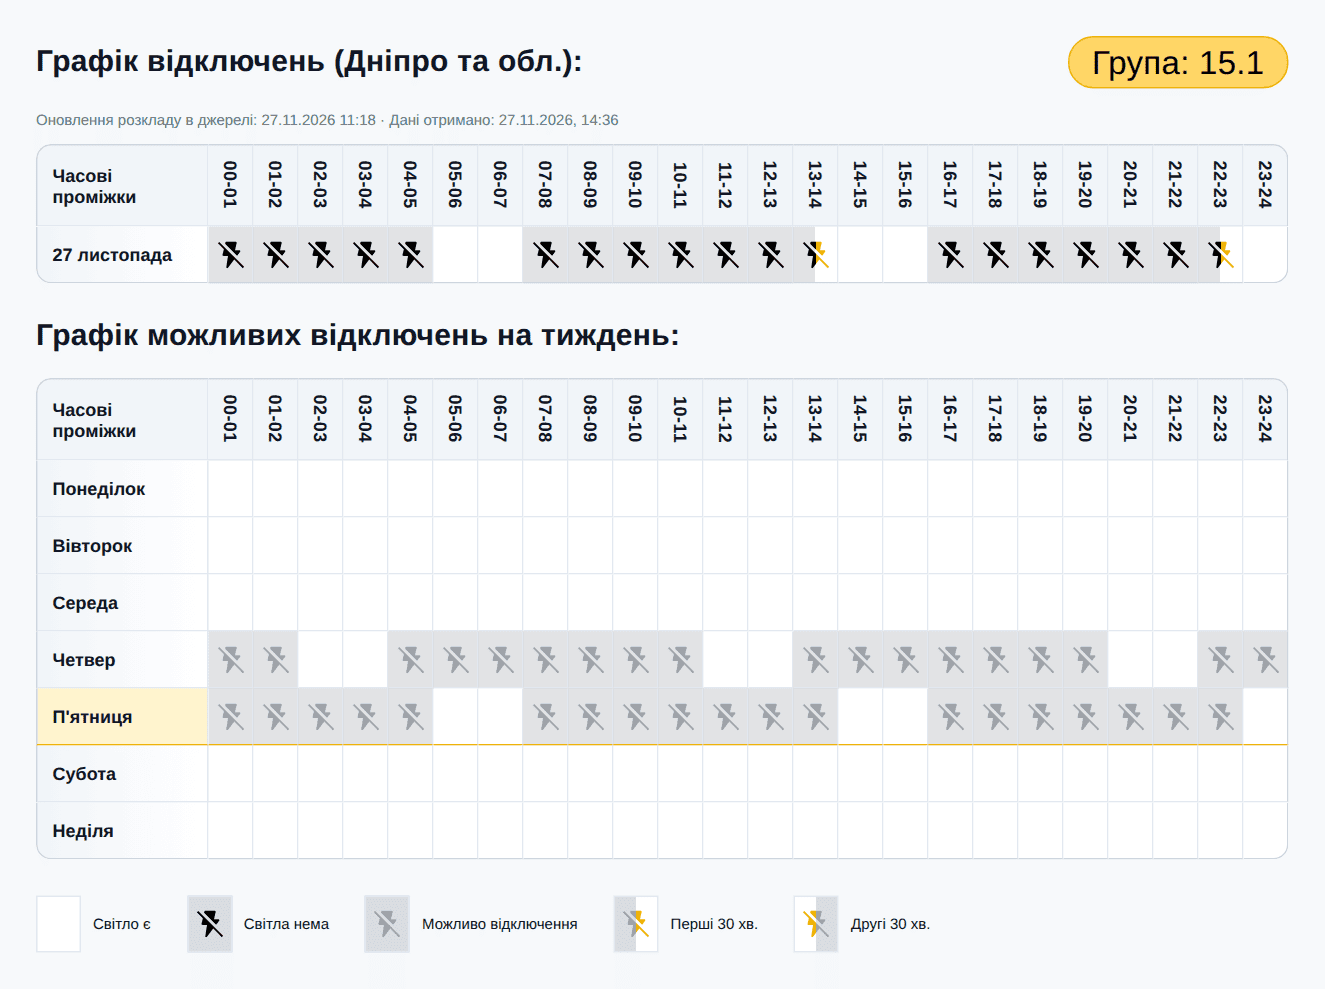 Графік відключень (Дніпро та обл.):
Група: 15.1
Оновлення розкладу в джерелі: 27.11.2026 11:18 · Дані отримано: 27.11.2026, 14:36
Часові проміжки 00-01 01-02 02-03 03-04 04-05 05-06 06-07 07-08 08-09 09-10 10-11 11-12 12-13 13-14 14-15 15-16 16-17 17-18 18-19 19-20 20-21 21-22 22-23 23-24
27 листопада
Графік можливих відключень на тиждень:
Часові проміжки 00-01 01-02 02-03 03-04 04-05 05-06 06-07 07-08 08-09 09-10 10-11 11-12 12-13 13-14 14-15 15-16 16-17 17-18 18-19 19-20 20-21 21-22 22-23 23-24
Понеділок
Вівторок
Середа
Четвер
П'ятниця
Субота
Неділя
Світло є Світла нема Можливо відключення Перші 30 хв. Другі 30 хв.